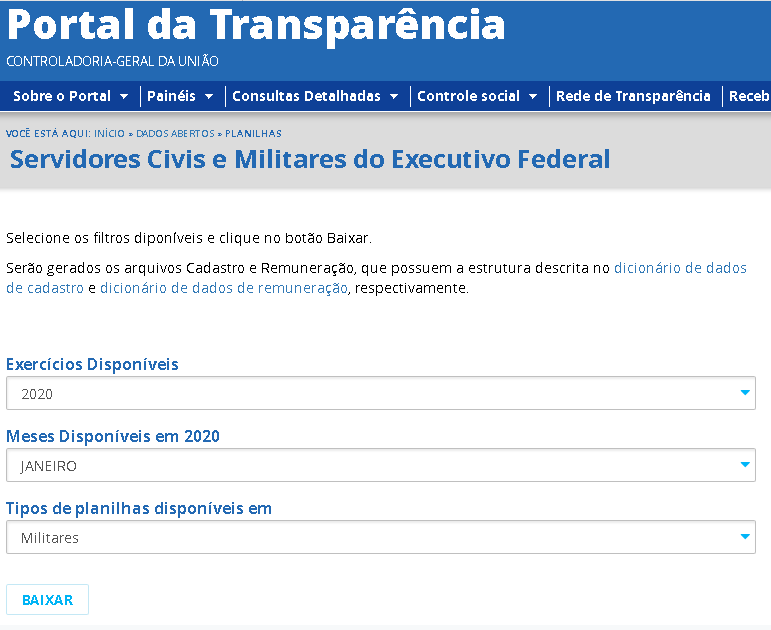 Portal da Transparência
CONTROLADORIA-GERAL DA UNIÃO
Sobre o Portal Painéis Consultas Detalhadas Controle social Rede de Transparência Receb
VOCÊ ESTÁ AQUI: INÍCIO » DADOS ABERTOS » PLANILHAS
Servidores Civis e Militares do Executivo Federal
Selecione os filtros diponíveis e clique no botão Baixar.
Serão gerados os arquivos Cadastro e Remuneração, que possuem a estrutura descrita no dicionário de dados
de cadastro e dicionário de dados de remuneração, respectivamente.
Exercícios Disponíveis
2020
Meses Disponíveis em 2020
JANEIRO
Tipos de planilhas disponíveis em
Militares
BAIXAR